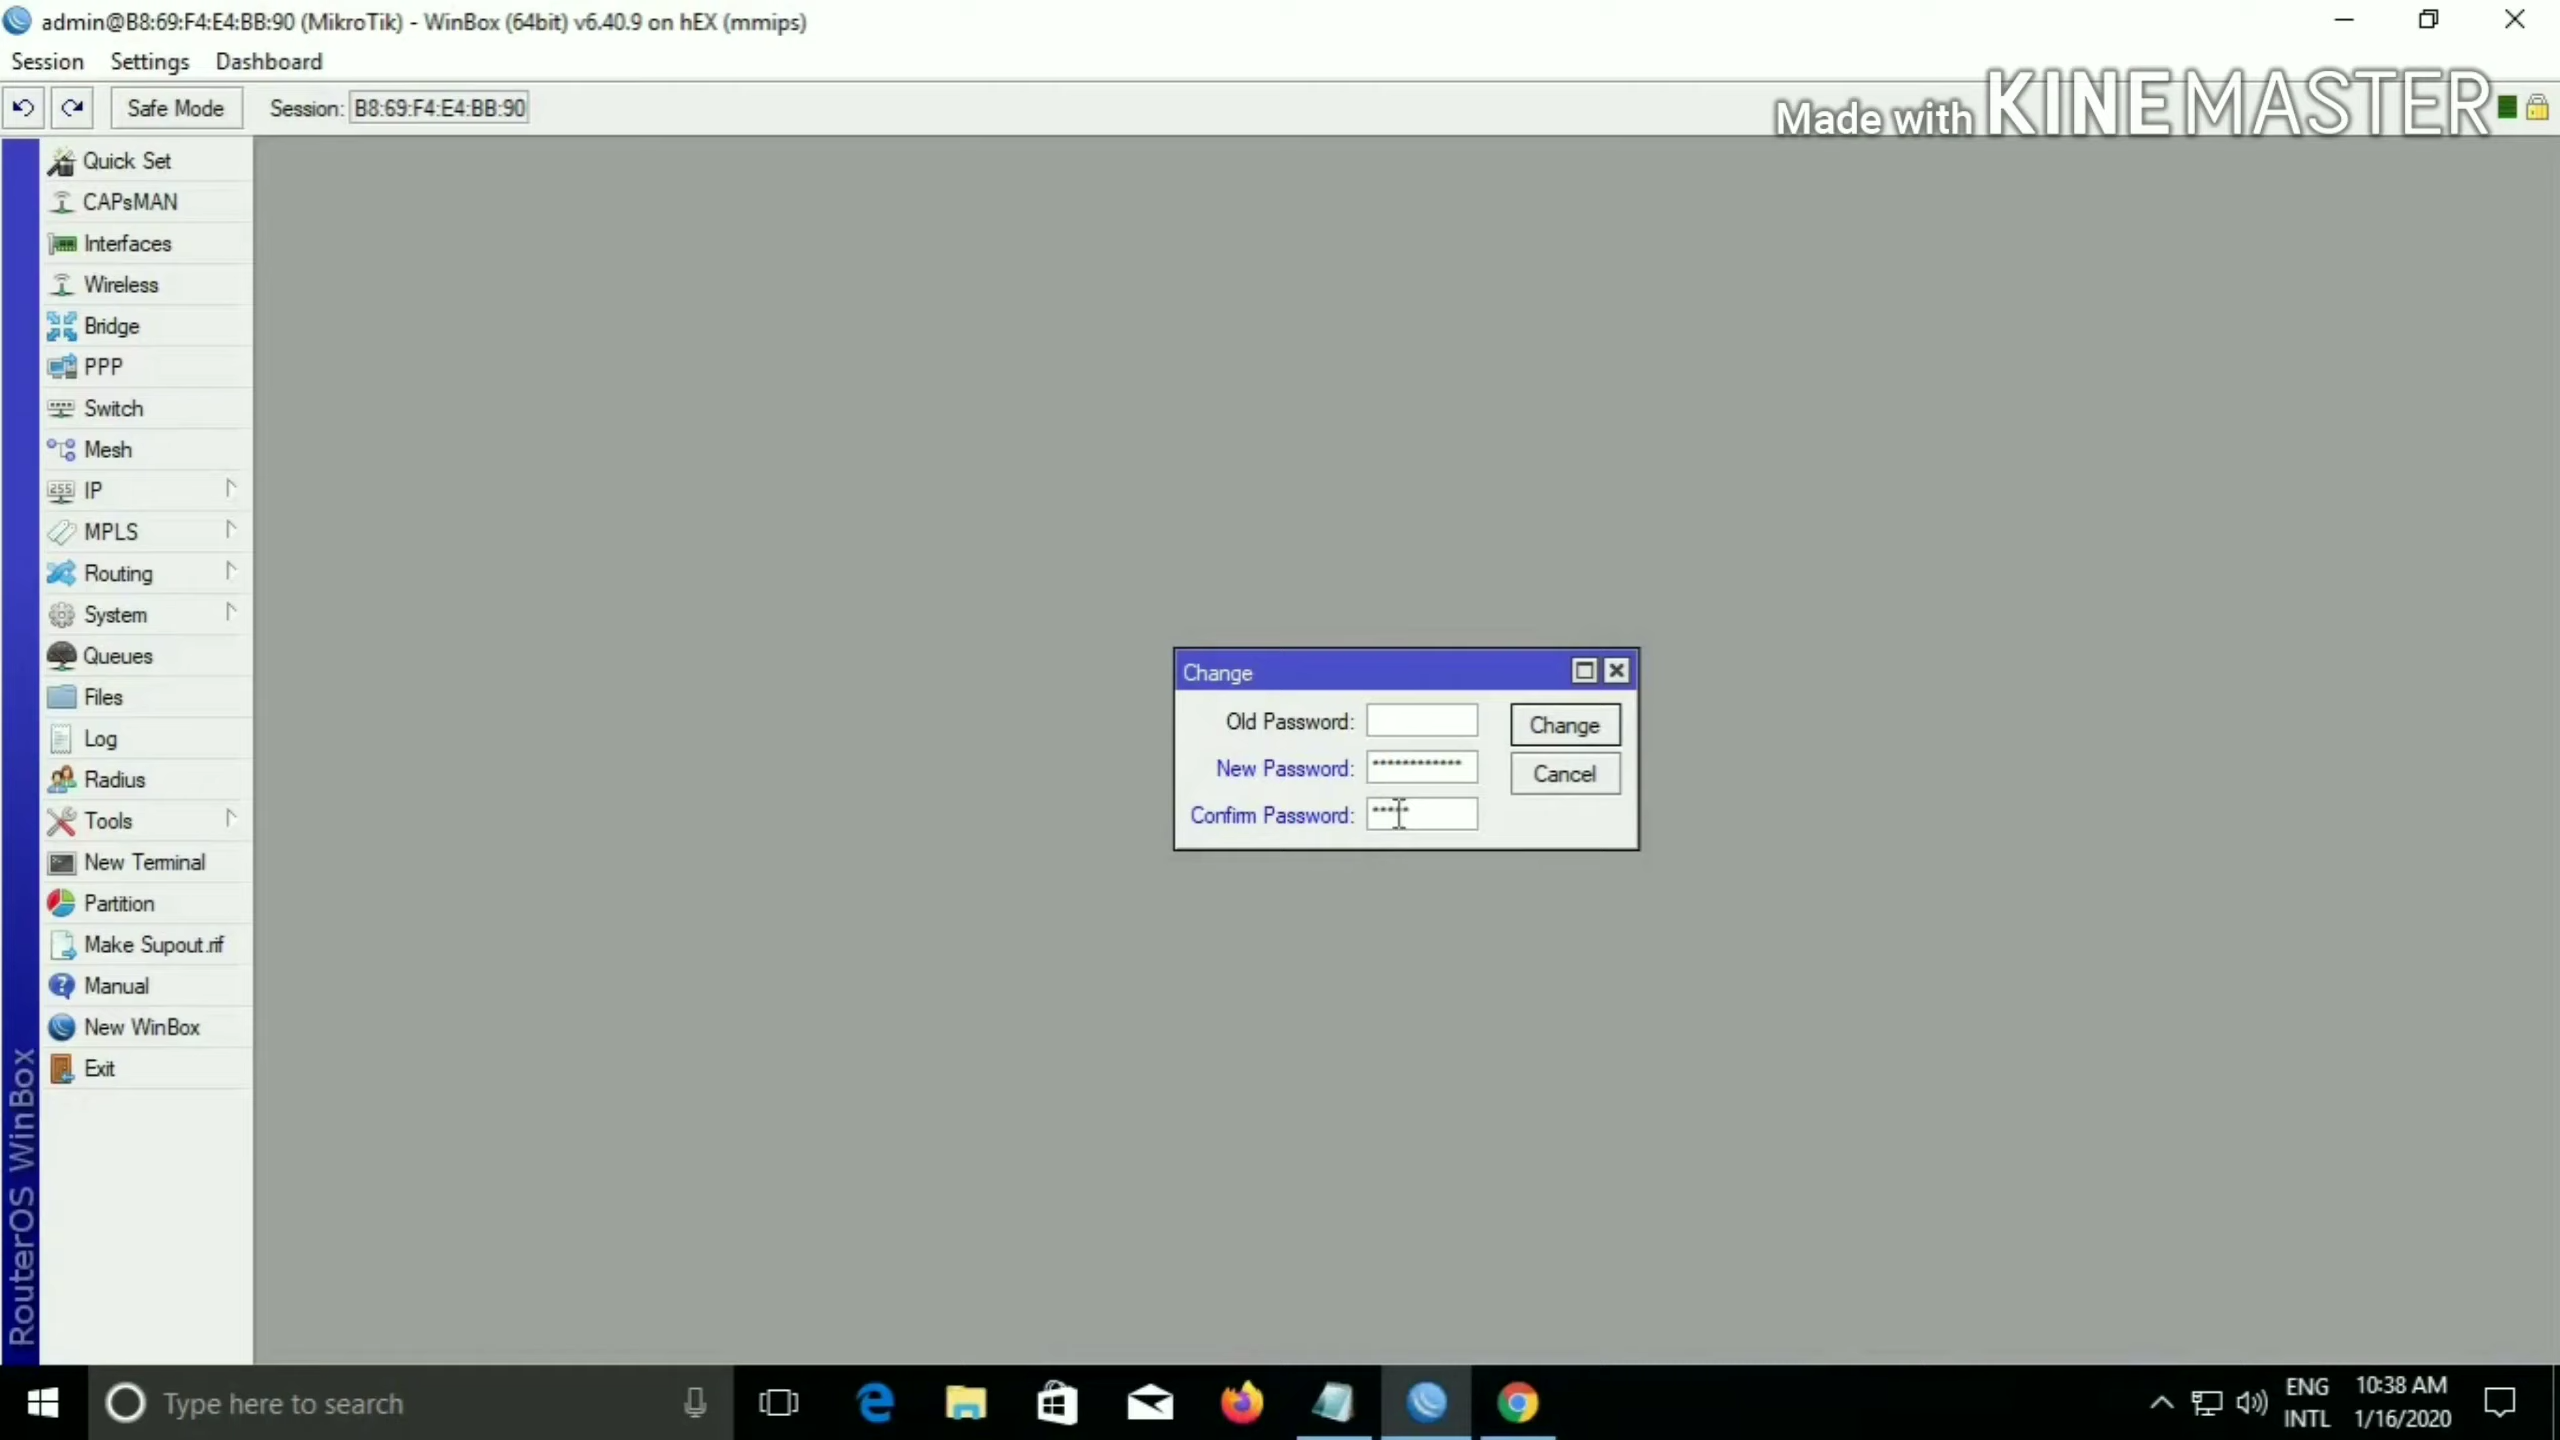 admin@B8:69:F4:E4:BB:90 (MikroTik) - WinBox (64bit) v6.40.9 on hEX (mmips)
Session Settings Dashboard
Safe Mode Session: B8:69:F4:E4:BB:90
Made with KINEMASTER
Quick Set
CAPsMAN
Interfaces
Wireless
Bridge
PPP
Switch
Mesh
255 IP
MPLS
Routing
System
Queues
Files
Log
Radius
Tools
New Terminal
Partition
Make Supout.rif
Manual
New WinBox
Exit
RouterOS WinBox
Change
Old Password:
New Password: ************
Confirm Password: *****
Change
Cancel
Type here to search
ENG
INTL
10:38 AM
1/16/2020